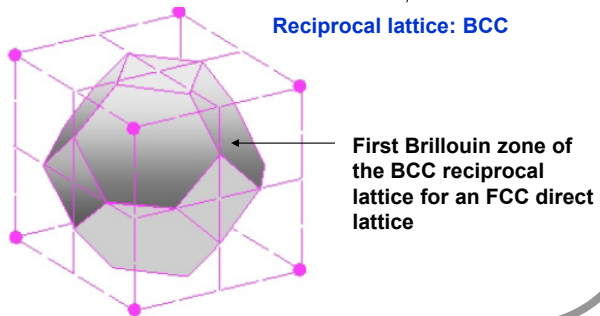 Reciprocal lattice: BCC
First Brillouin zone of
the BCC reciprocal
lattice for an FCC direct
lattice